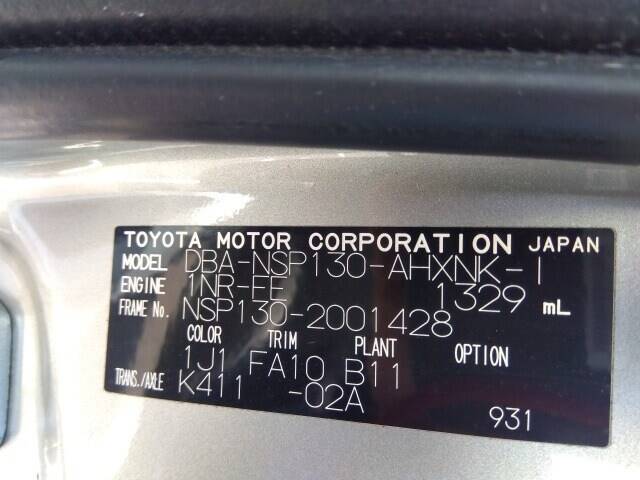 TOYOTA MOTOR CORPORATION JAPAN
MODEL DBA-NSP130-AHXNK-I
ENGINE 1NR-FE 1329 mL
FRAME No. NSP130-2001428
COLOR TRIM PLANT OPTION
1J1 FA10 B11
TRANS./AXLE K411 -02A
931